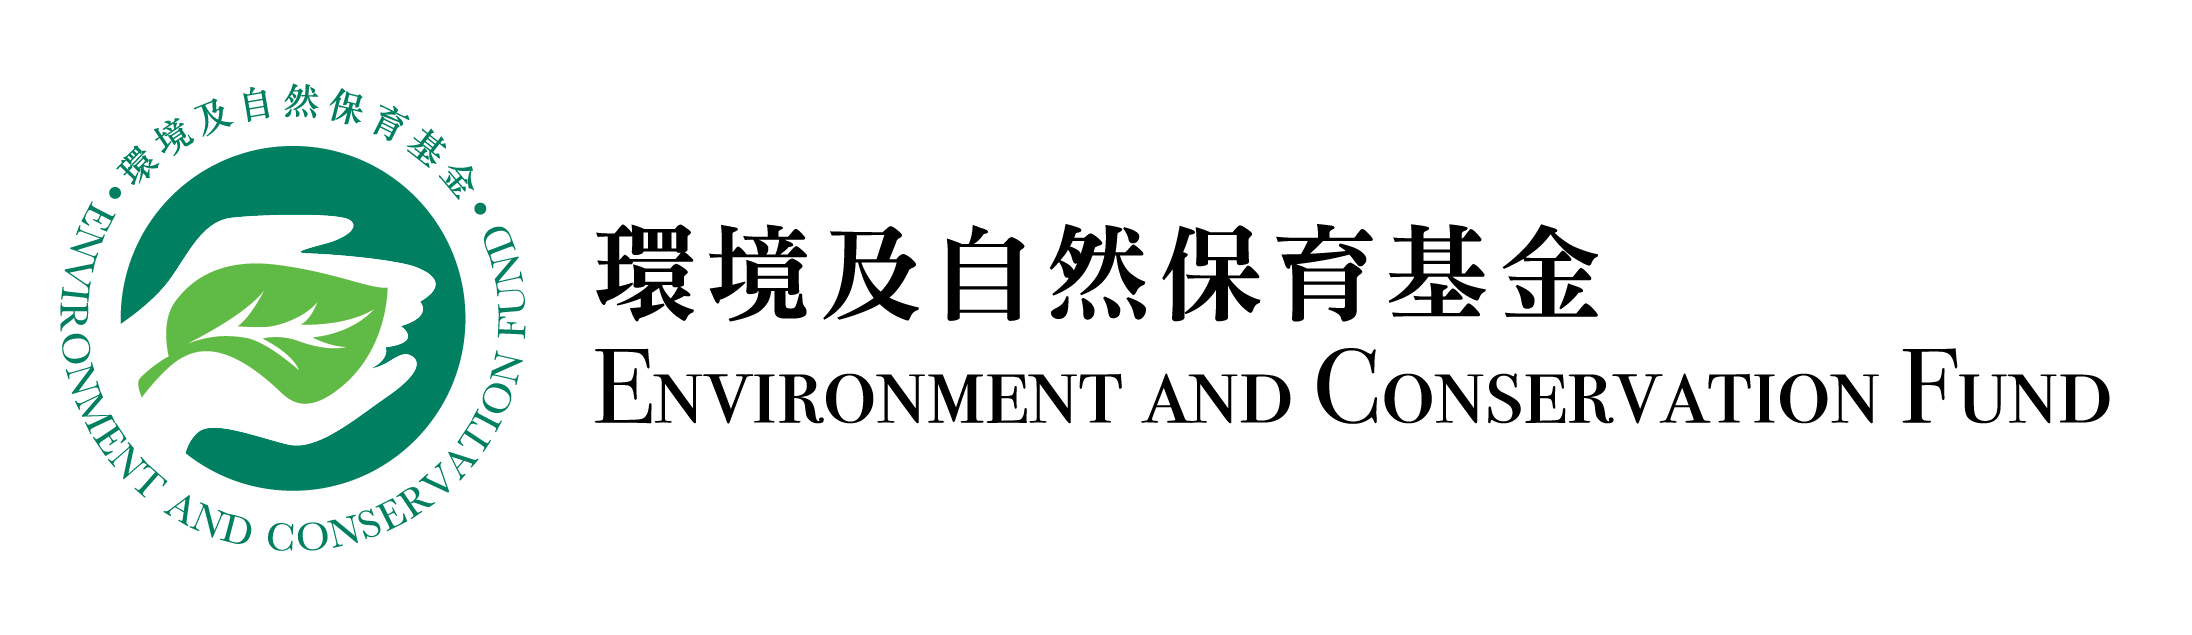 •環境及自然保育基金•
ENVIRONMENT AND CONSERVATION FUND
環境及自然保育基金
ENVIRONMENT AND CONSERVATION FUND